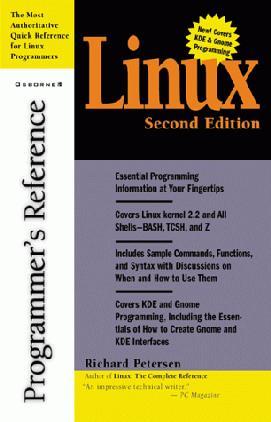 The Most
Authoritative
Quick Reference
for Linux
Programmers
OSBORNE
Programmer's Reference
New! Covers
KDE & Gnome
Programming
Linux
Second Edition
Essential Programming
Information at Your Fingertips
Covers Linux kernel 2.2 and All
Shells—BASH, TCSH, and Z
Includes Sample Commands, Functions,
and Syntax with Discussions on
When and How to Use Them
Covers KDE and Gnome
Programming, Including the Essen-
tials of How to Create Gnome and
KDE Interfaces
Richard Petersen
Author of Linux: The Complete Reference
"An impressive technical writer."
— PC Magazine